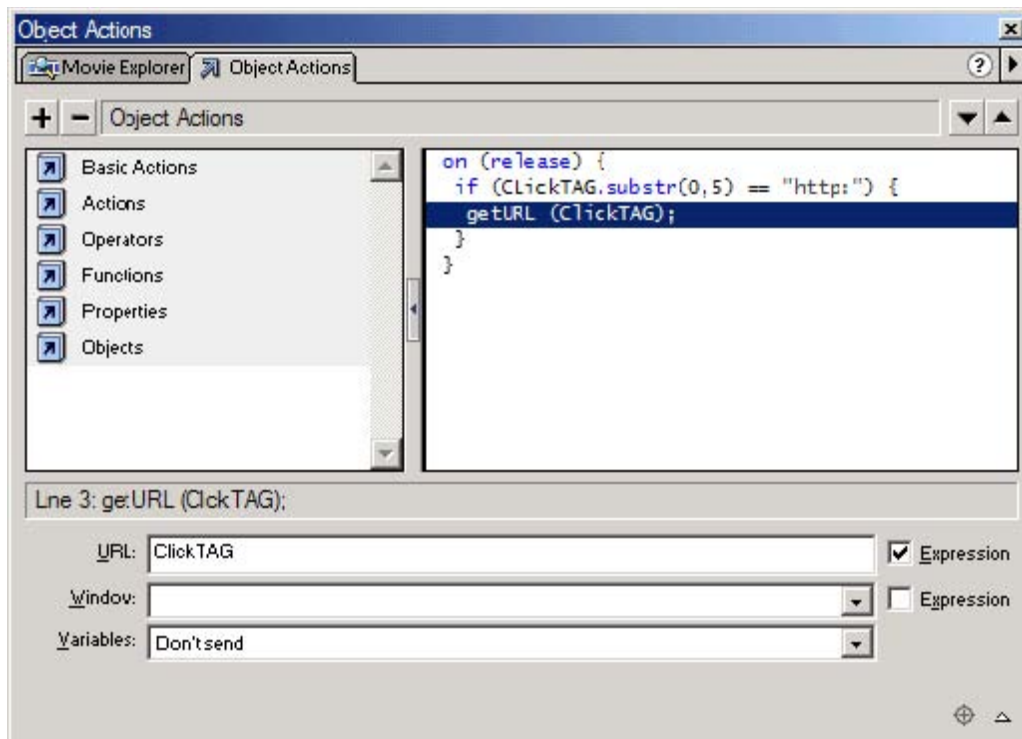 Object Actions
Movie Explorer Object Actions
Object Actions
Basic Actions
Actions
Operators
Functions
Properties
Objects
on (release) {
if (CLickTAG.substr(0,5) == "http:") {
getURL (ClickTAG);
}
}
Line 3: getURL (ClickTAG);
URL: ClickTAG Expression
Window: Expression
Variables: Don't send